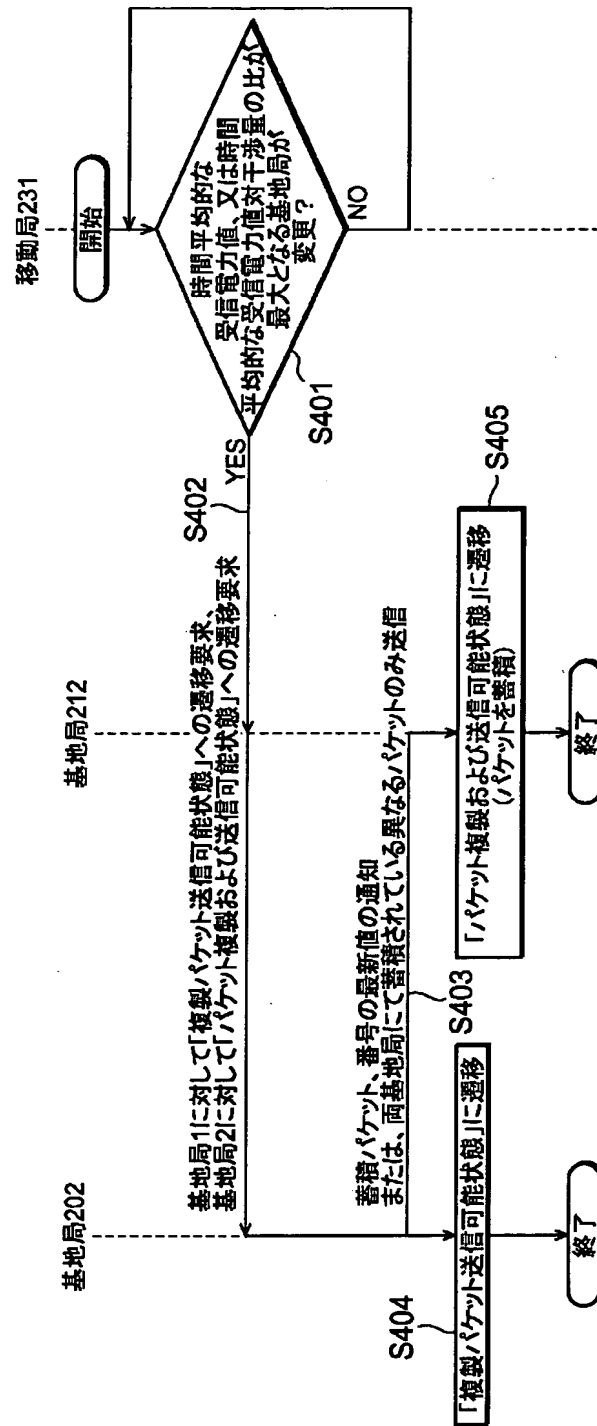 移動局231
開始
時間平均的な
受信電力値、又は時間
平均的な受信電力値対干渉量の比が
最大となる基地局が
変更?
NO
S401
YES
S402
基地局1に対して「複製パケット送信可能状態」への遷移要求、
基地局2に対して「パケット複製および送信可能状態」への遷移要求
基地局212
基地局202
蓄積パケット、番号の最新値の通知
または、両基地局にて蓄積されている異なるパケットのみ送信
S403
S405
「パケット複製および送信可能状態」に遷移
(パケットを蓄積)
終了
S404
「複製パケット送信可能状態」に遷移
終了